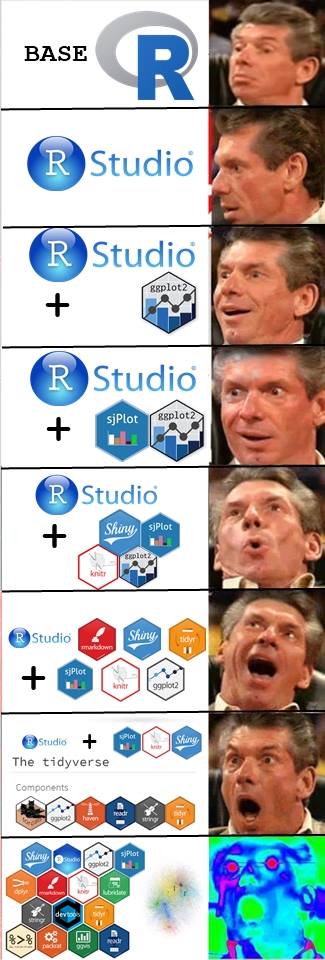 BASE R
R Studio
R Studio
+
ggplot2
R Studio
+
sjPlot
ggplot2
R Studio
+
Shiny
sjPlot
knitr
ggplot2
R Studio
rmarkdown
Shiny
tidyr
+
sjPlot
knitr
ggplot2
R Studio
+
sjPlot
knitr
Shiny
The tidyverse
Components
ggplot2
haven
readr
stringr
tidyr
Shiny
R Studio
ggplot2
sjPlot
dplyr
rmarkdown
knitr
lubridate
stringr
devtools
tidyr
%>%
packrat
ggvis
readr